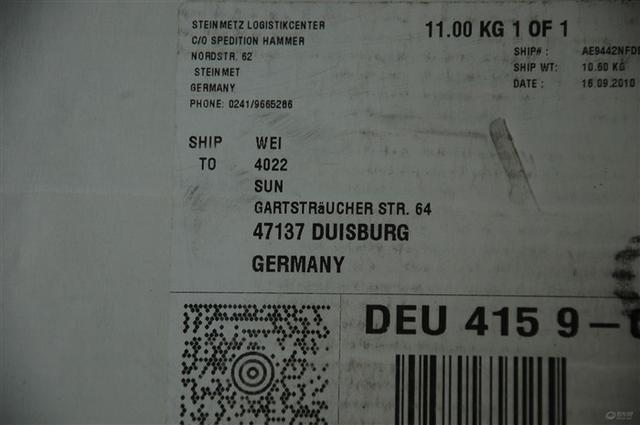 STEINMETZ LOGISTIKCENTER
C/O SPEDITION HAMMER
NORDSTR. 62
STEINMET
GERMANY
PHONE: 0241/9665286
11.00 KG 1 OF 1
SHIP# : AE9442NFD
SHIP WT: 10.60 KG
DATE : 16.09.2010
SHIP TO
WEI
4022
SUN
GARTSTRäUCHER STR. 64
47137 DUISBURG
GERMANY
DEU 415 9–